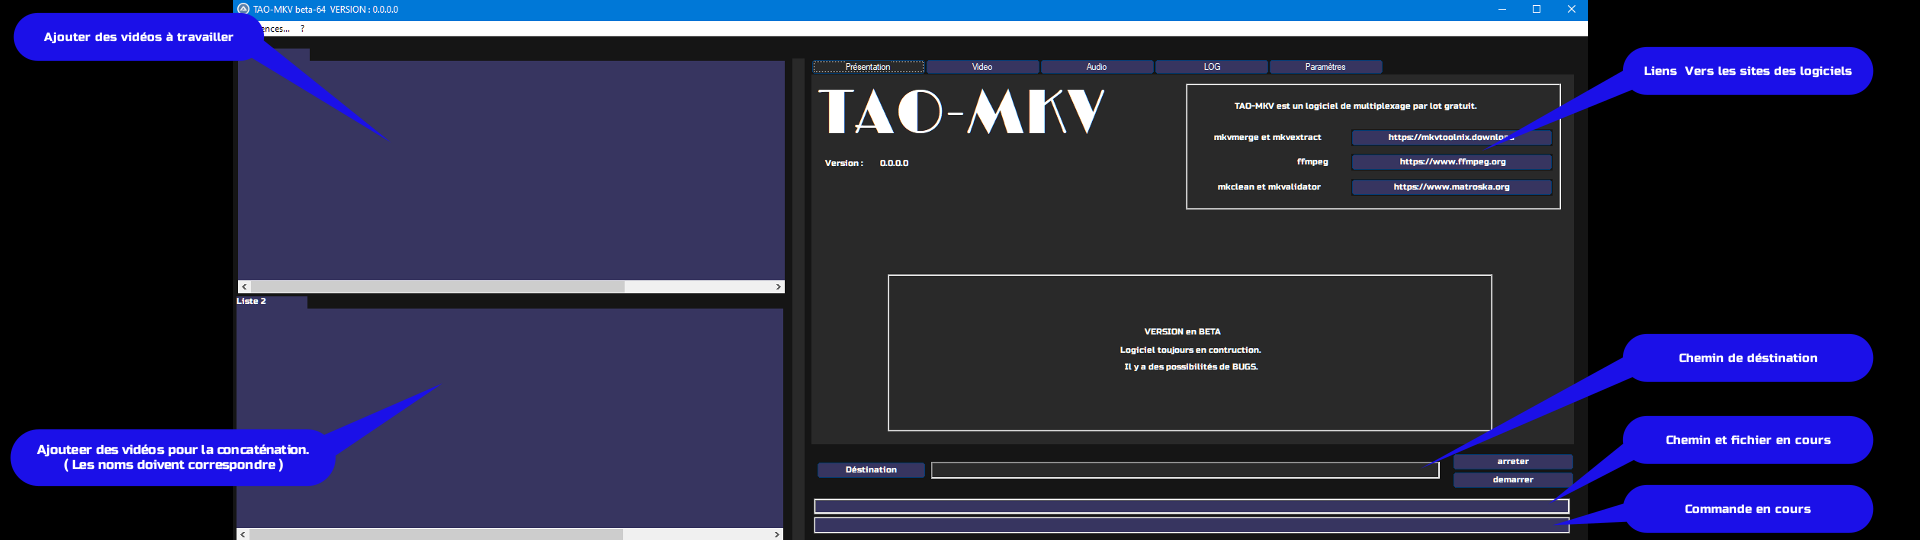 TAO-MKV beta-64 VERSION : 0.0.0.0
ences... ?
Ajouter des vidéos à travailler
Présentation Video Audio LOG Paramètres
TAO-MKV
Version : 0.0.0.0
TAO-MKV est un logiciel de multiplexage par lot gratuit.
mkvmerge et mkvextract https://mkvtoolnix.download
ffmpeg https://www.ffmpeg.org
mkclean et mkvalidator https://www.matroska.org
Liens Vers les sites des logiciels
Liste 2
VERSION en BETA
Logiciel toujours en contruction.
Il y a des possibilités de BUGS.
Chemin de déstination
Ajouteer des vidéos pour la concaténation.
( Les noms doivent correspondre )
Déstination
arreter
demarrer
Chemin et fichier en cours
Commande en cours